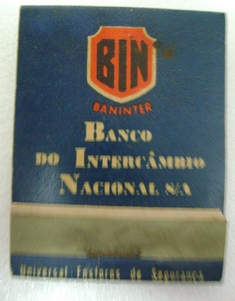 BIN
BANINTER
BANCO
DO INTERCÂMBIO
NACIONAL S/A
Universal Fosforos de Segurança